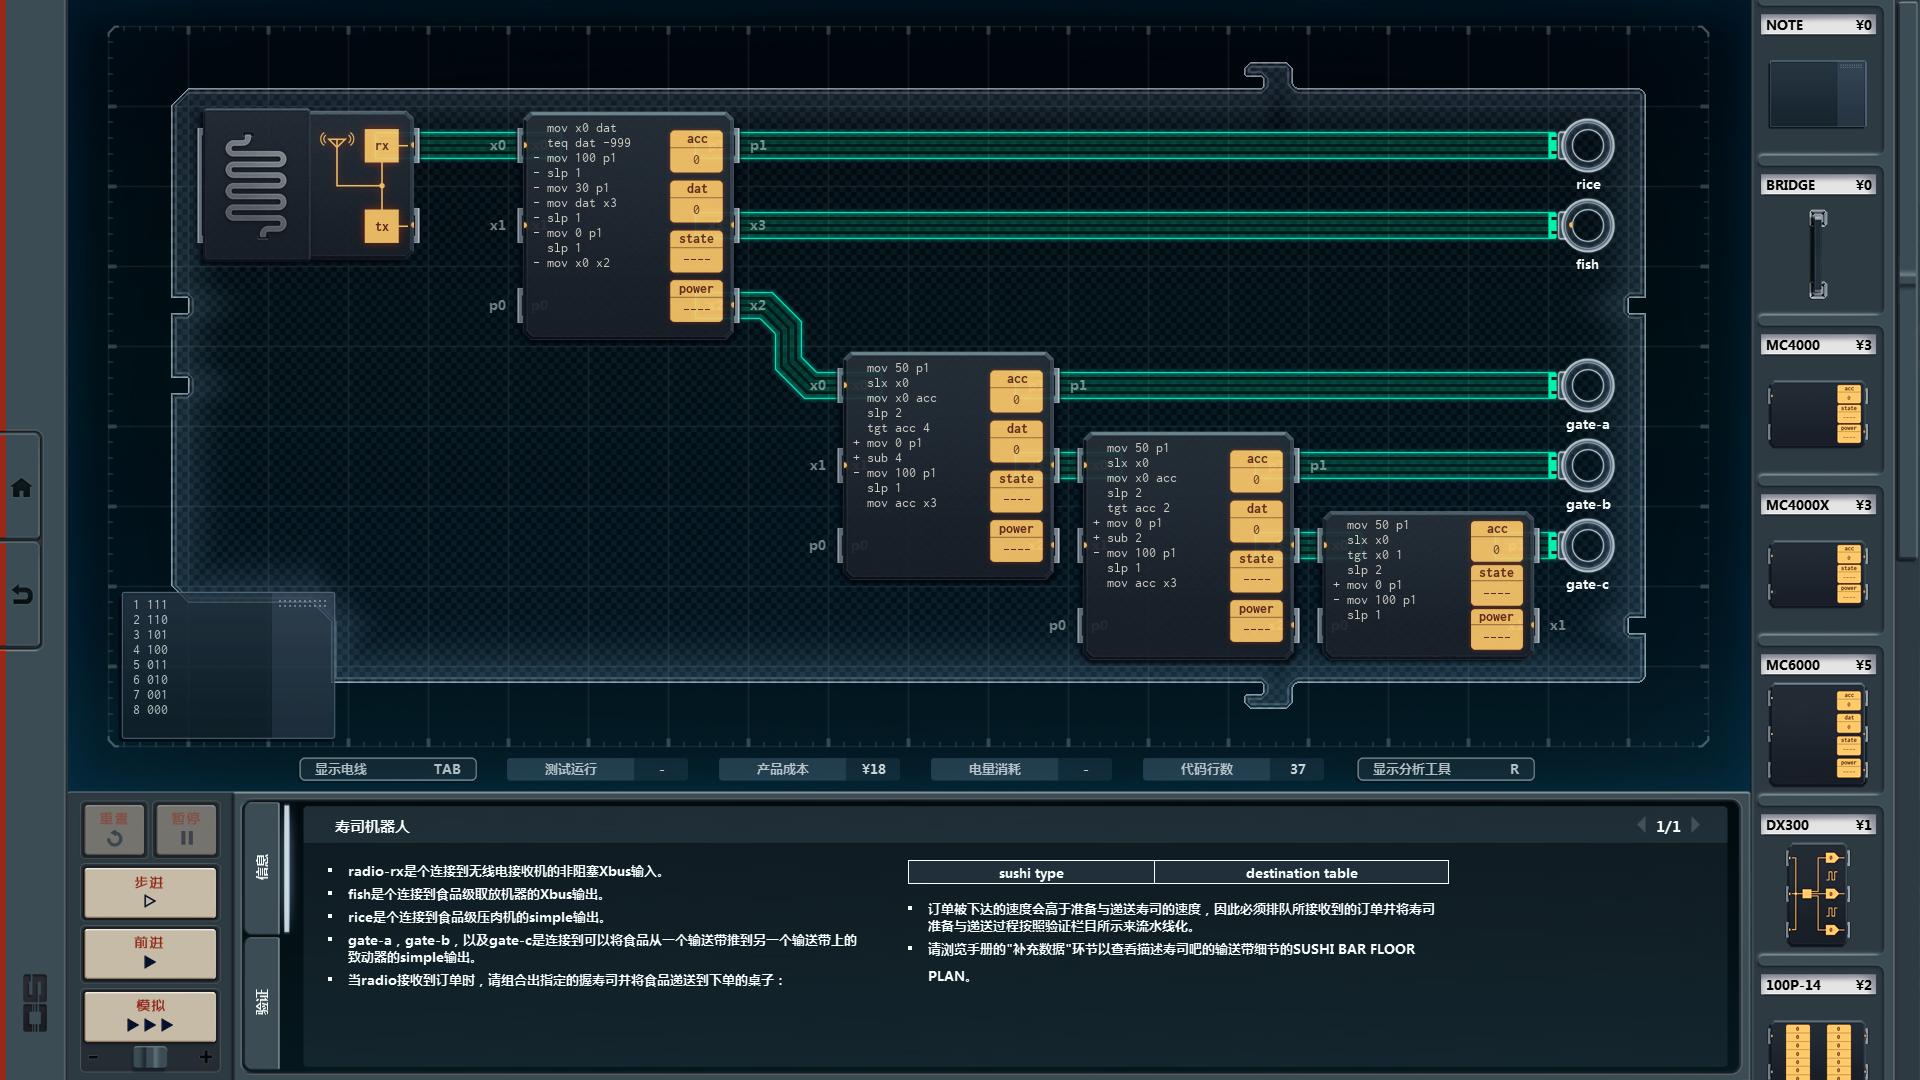 rx
tx
x0
x1
p0
mov x0 dat
teq dat -999
- mov 100 p1
- slp 1
- mov 30 p1
- mov dat x3
- slp 1
- mov 0 p1
slp 1
- mov x0 x2
acc
0
dat
0
state
----
power
----
p1
x3
x2
rice
fish
x0
x1
p0
mov 50 p1
slx x0
mov x0 acc
slp 2
tgt acc 4
+ mov 0 p1
+ sub 4
- mov 100 p1
slp 1
mov acc x3
acc
0
dat
0
state
----
power
----
p1
gate-a
p0
mov 50 p1
slx x0
mov x0 acc
slp 2
tgt acc 2
+ mov 0 p1
+ sub 2
- mov 100 p1
slp 1
mov acc x3
acc
0
dat
0
state
----
power
----
p1
gate-b
mov 50 p1
slx x0
tgt x0 1
slp 2
+ mov 0 p1
- mov 100 p1
slp 1
acc
0
state
----
power
----
x1
gate-c
1 111
2 110
3 101
4 100
5 011
6 010
7 001
8 000
显示电线 TAB
测试运行 -
产品成本 ¥18
电量消耗 -
代码行数 37
显示分析工具 R
重置
暂停
步进
前进
模拟
- +
信息
验证
寿司机器人
1/1
▪ radio-rx是个连接到无线电接收机的非阻塞Xbus输入。
▪ fish是个连接到食品级取放机器的Xbus输出。
▪ rice是个连接到食品级压肉机的simple输出。
▪ gate-a，gate-b，以及gate-c是连接到可以将食品从一个输送带推到另一个输送带上的
致动器的simple输出。
▪ 当radio接收到订单时，请组合出指定的握寿司并将食品递送到下单的桌子：
sushi type destination table
▪ 订单被下达的速度会高于准备与递送寿司的速度，因此必须排队所接收到的订单并将寿司
准备与递送过程按照验证栏目所示来流水线化。
▪ 请浏览手册的"补充数据"环节以查看描述寿司吧的输送带细节的SUSHI BAR FLOOR
PLAN。
NOTE ¥0
BRIDGE ¥0
MC4000 ¥3
acc
0
state
----
power
----
MC4000X ¥3
acc
0
state
----
power
----
MC6000 ¥5
acc
0
dat
0
state
----
power
----
DX300 ¥1
100P-14 ¥2